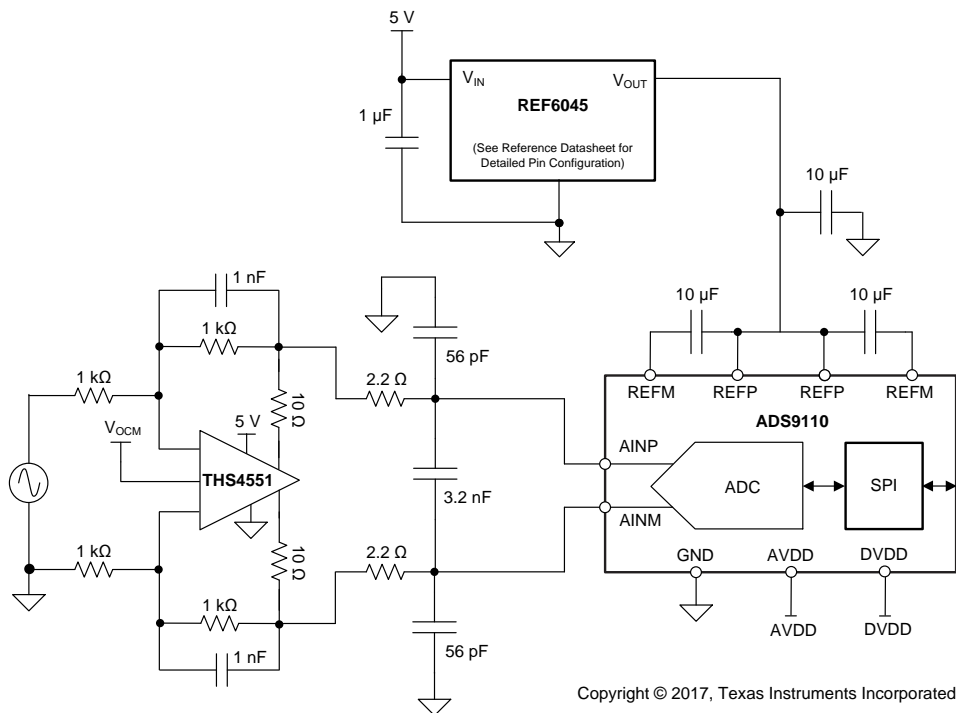 5 V
VIN
VOUT
REF6045
1 µF
(See Reference Datasheet for
Detailed Pin Configuration)
10 µF
1 nF
1 kΩ
1 kΩ
10 Ω
5 V
VOCM
THS4551
10 Ω
1 kΩ
1 kΩ
1 nF
56 pF
2.2 Ω
3.2 nF
2.2 Ω
56 pF
10 µF
10 µF
REFM
REFP
REFP
REFM
ADS9110
AINP
ADC
SPI
AINM
GND
AVDD
DVDD
AVDD
DVDD
Copyright © 2017, Texas Instruments Incorporated